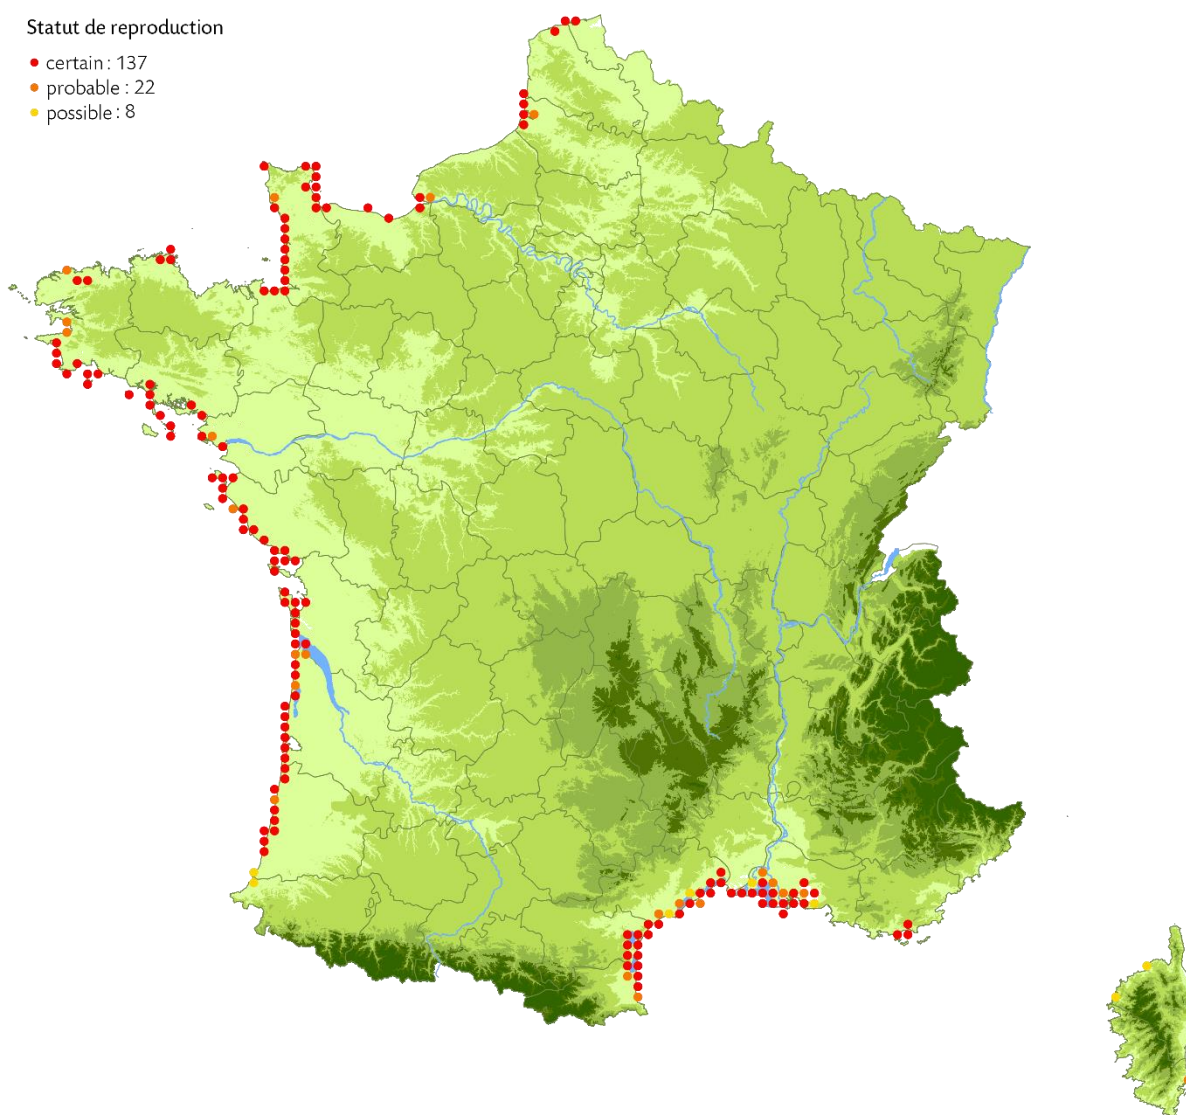 Statut de reproduction
certain : 137
probable : 22
possible : 8